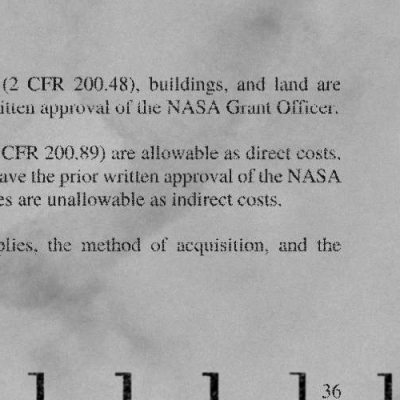 (2 CFR 200.48), buildings, and land are
itten approval of the NASA Grant Officer.
CFR 200.89) are allowable as direct costs,
ave the prior written approval of the NASA
es are unallowable as indirect costs.
plies, the method of acquisition, and the
36